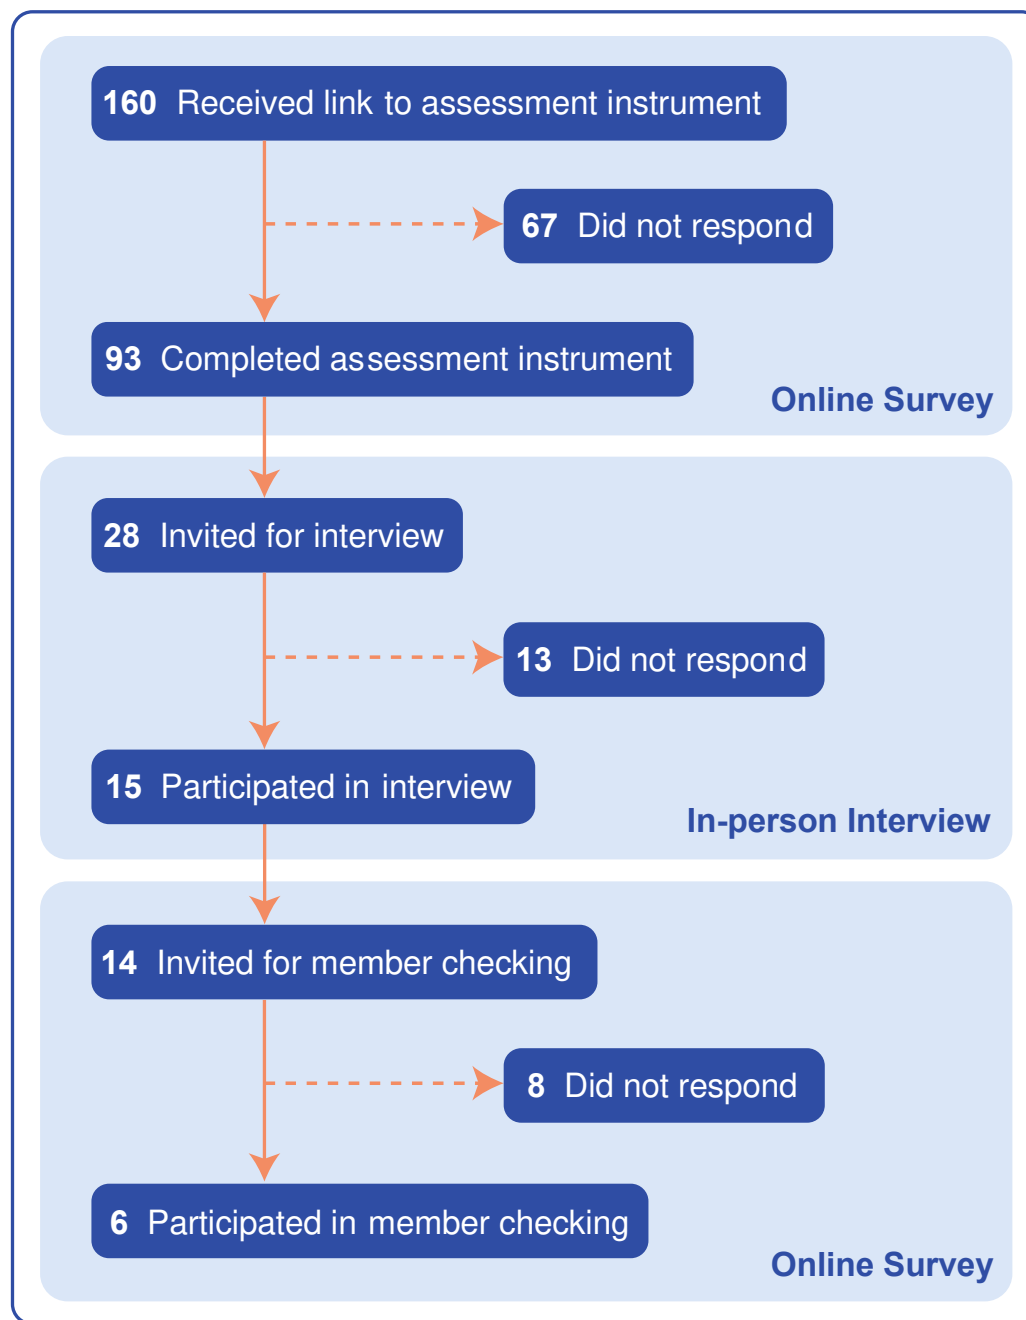 160 Received link to assessment instrument
67 Did not respond
93 Completed assessment instrument
Online Survey
28 Invited for interview
13 Did not respond
15 Participated in interview
In-person Interview
14 Invited for member checking
8 Did not respond
6 Participated in member checking
Online Survey